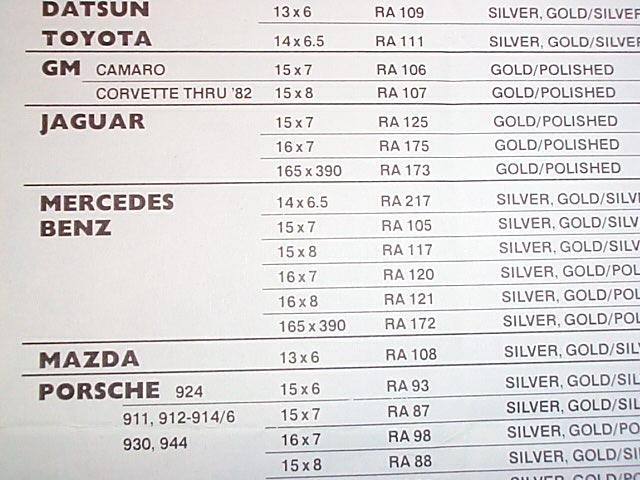 DATSUN 13 x 6 RA 109 SILVER, GOLD/SILVER
TOYOTA 14 x 6.5 RA 111 SILVER, GOLD/SILVER
GM CAMARO 15 x 7 RA 106 GOLD/POLISHED
CORVETTE THRU '82 15 x 8 RA 107 GOLD/POLISHED
JAGUAR 15 x 7 RA 125 GOLD/POLISHED
16 x 7 RA 175 GOLD/POLISHED
165 x 390 RA 173 GOLD/POLISHED
MERCEDES 14 x 6.5 RA 217 SILVER, GOLD/SILV
BENZ 15 x 7 RA 105 SILVER, GOLD/SILV
15 x 8 RA 117 SILVER, GOLD/SILV
16 x 7 RA 120 SILVER, GOLD/POL
16 x 8 RA 121 SILVER, GOLD/POL
165 x 390 RA 172 SILVER, GOLD/POL
MAZDA 13 x 6 RA 108 SILVER, GOLD/SIL
PORSCHE 924 15 x 6 RA 93 SILVER, GOLD/SIL
911, 912-914/6 15 x 7 RA 87 SILVER, GOLD/SIL
930, 944 16 x 7 RA 98 SILVER, GOLD/PO
15 x 8 RA 88 SILVER, GOLD/SI